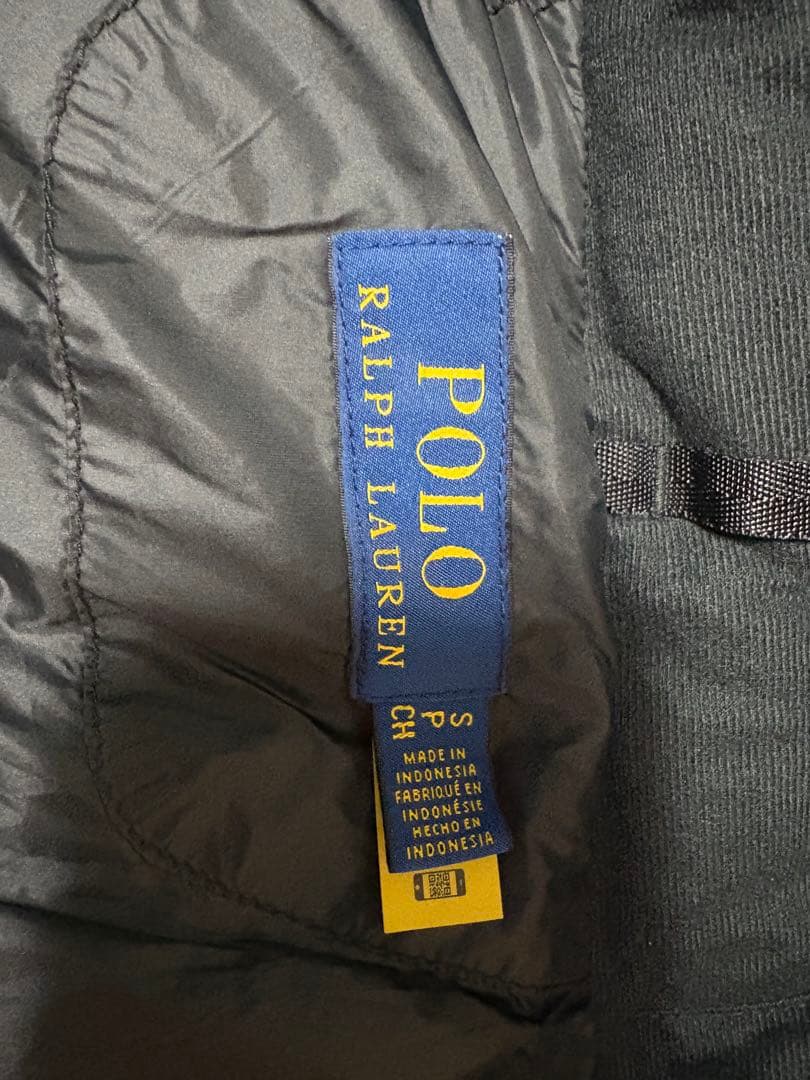 POLO
RALPH LAUREN
S
P
CH
MADE IN
INDONESIA
FABRIQUÉ EN
INDONÉSIE
HECHO EN
INDONESIA